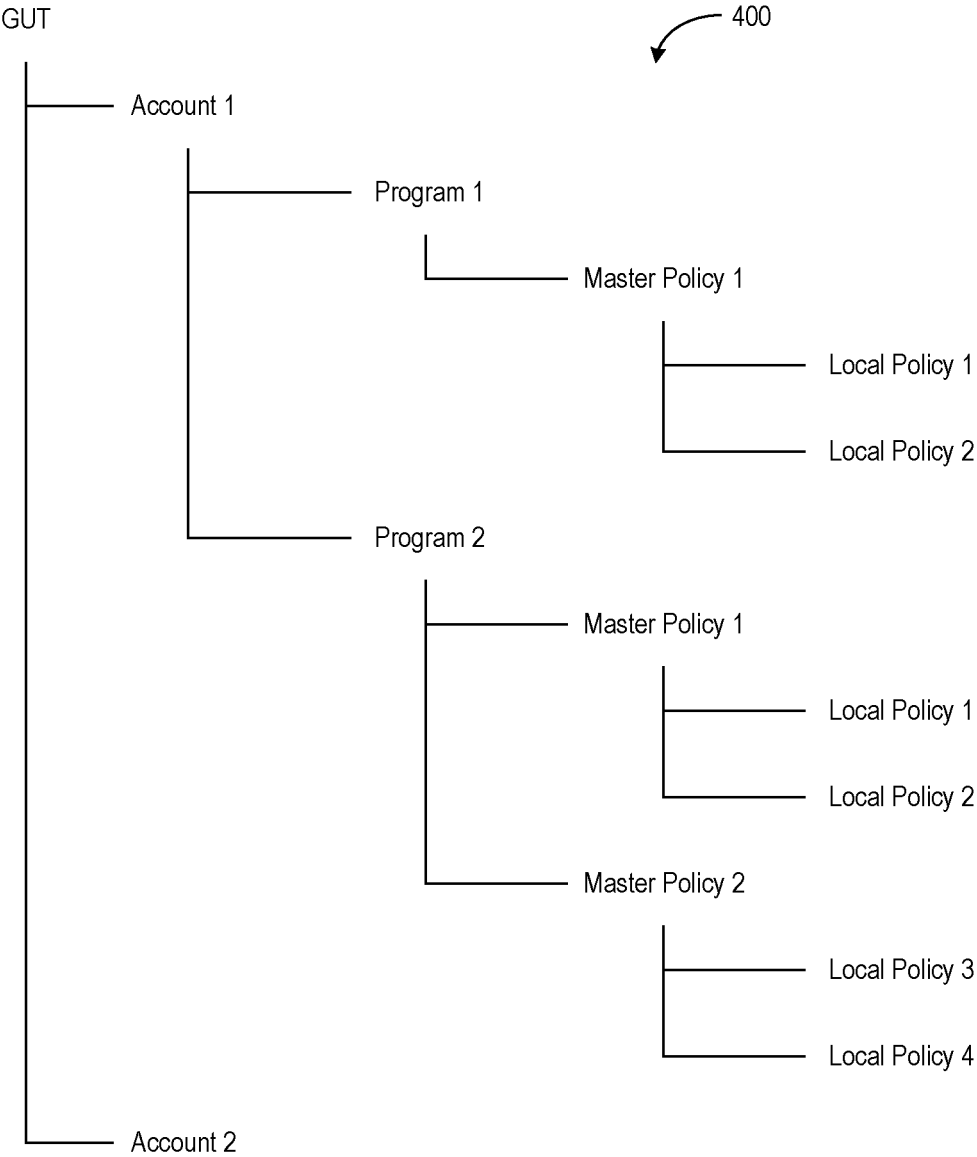 GUT
400
Account 1
Program 1
Master Policy 1
Local Policy 1
Local Policy 2
Program 2
Master Policy 1
Local Policy 1
Local Policy 2
Master Policy 2
Local Policy 3
Local Policy 4
Account 2